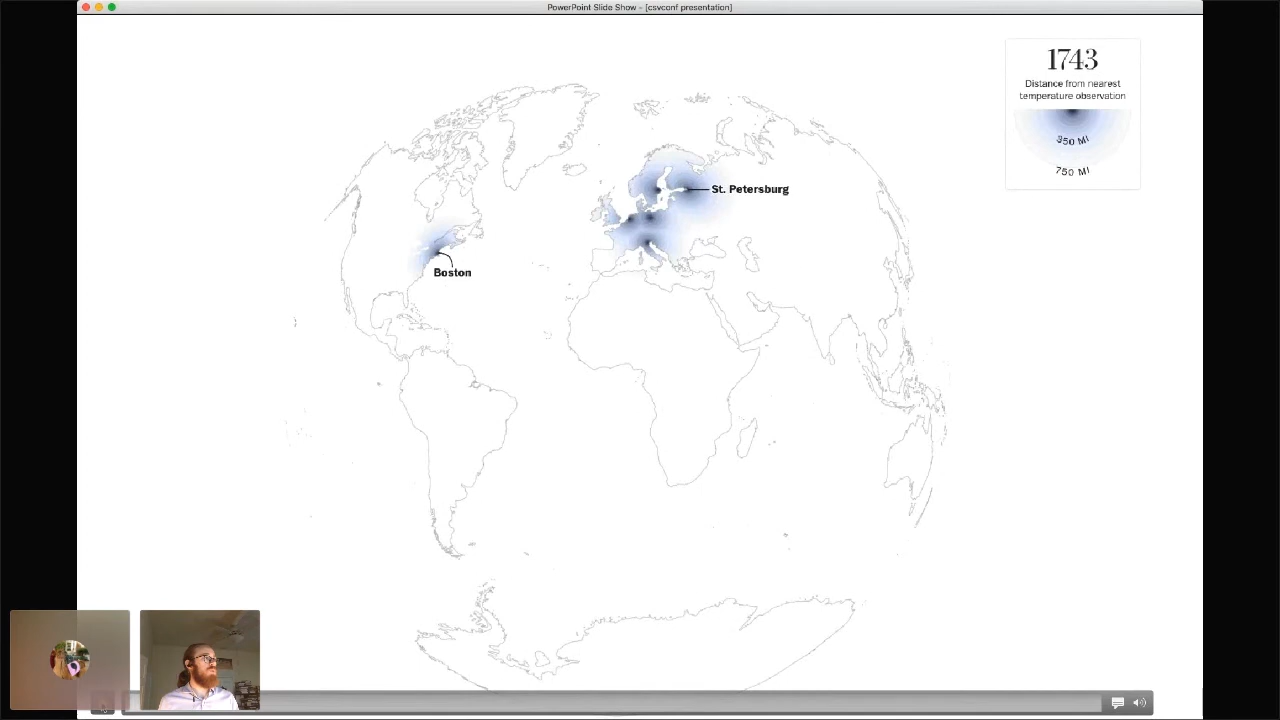 PowerPoint Slide Show - [csvconf presentation]
1743
Distance from nearest
temperature observation
350 MI
750 MI
St. Petersburg
Boston